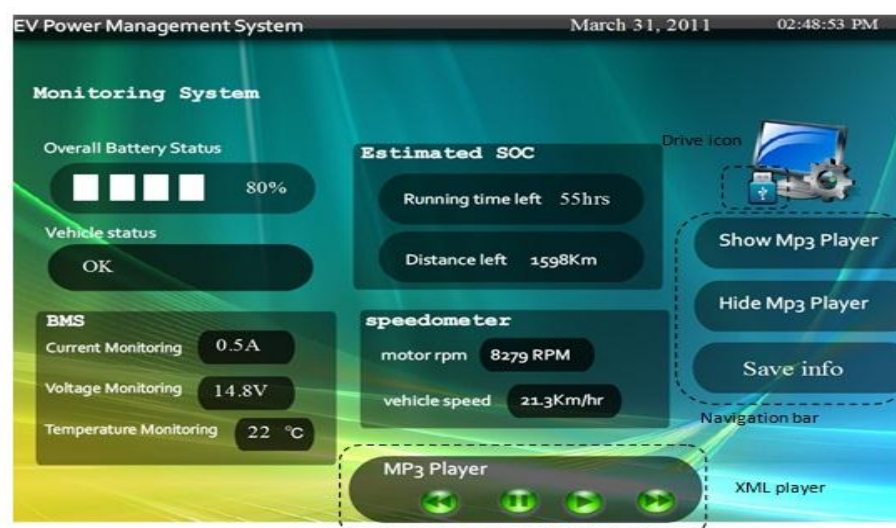 EV Power Management System March 31, 2011 02:48:53 PM
Monitoring System
Overall Battery Status
80%
Vehicle status
OK
BMS
Current Monitoring 0.5A
Voltage Monitoring 14.8V
Temperature Monitoring 22 °C
Estimated SOC
Running time left 55hrs
Distance left 1598Km
speedometer
motor rpm 8279 RPM
vehicle speed 21.3Km/hr
MP3 Player
Drive icon
Show Mp3 Player
Hide Mp3 Player
Save info
Navigation bar
XML player